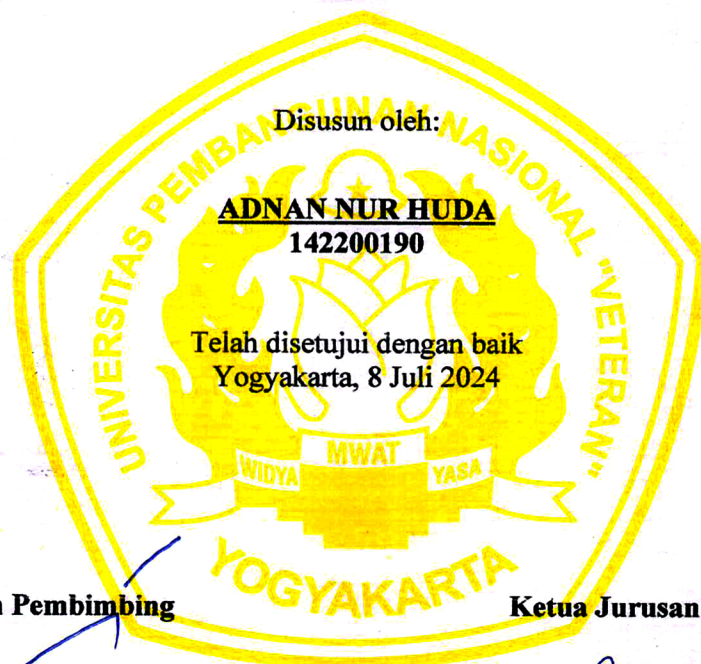 Disusun oleh:
ADNAN NUR HUDA
142200190
Telah disetujui dengan baik
Yogyakarta, 8 Juli 2024
UNIVERSITAS PEMBANGUNAN NASIONAL "VETERAN"
WIDYA MWAT YASA
YOGYAKARTA
Pembimbing
Ketua Jurusan